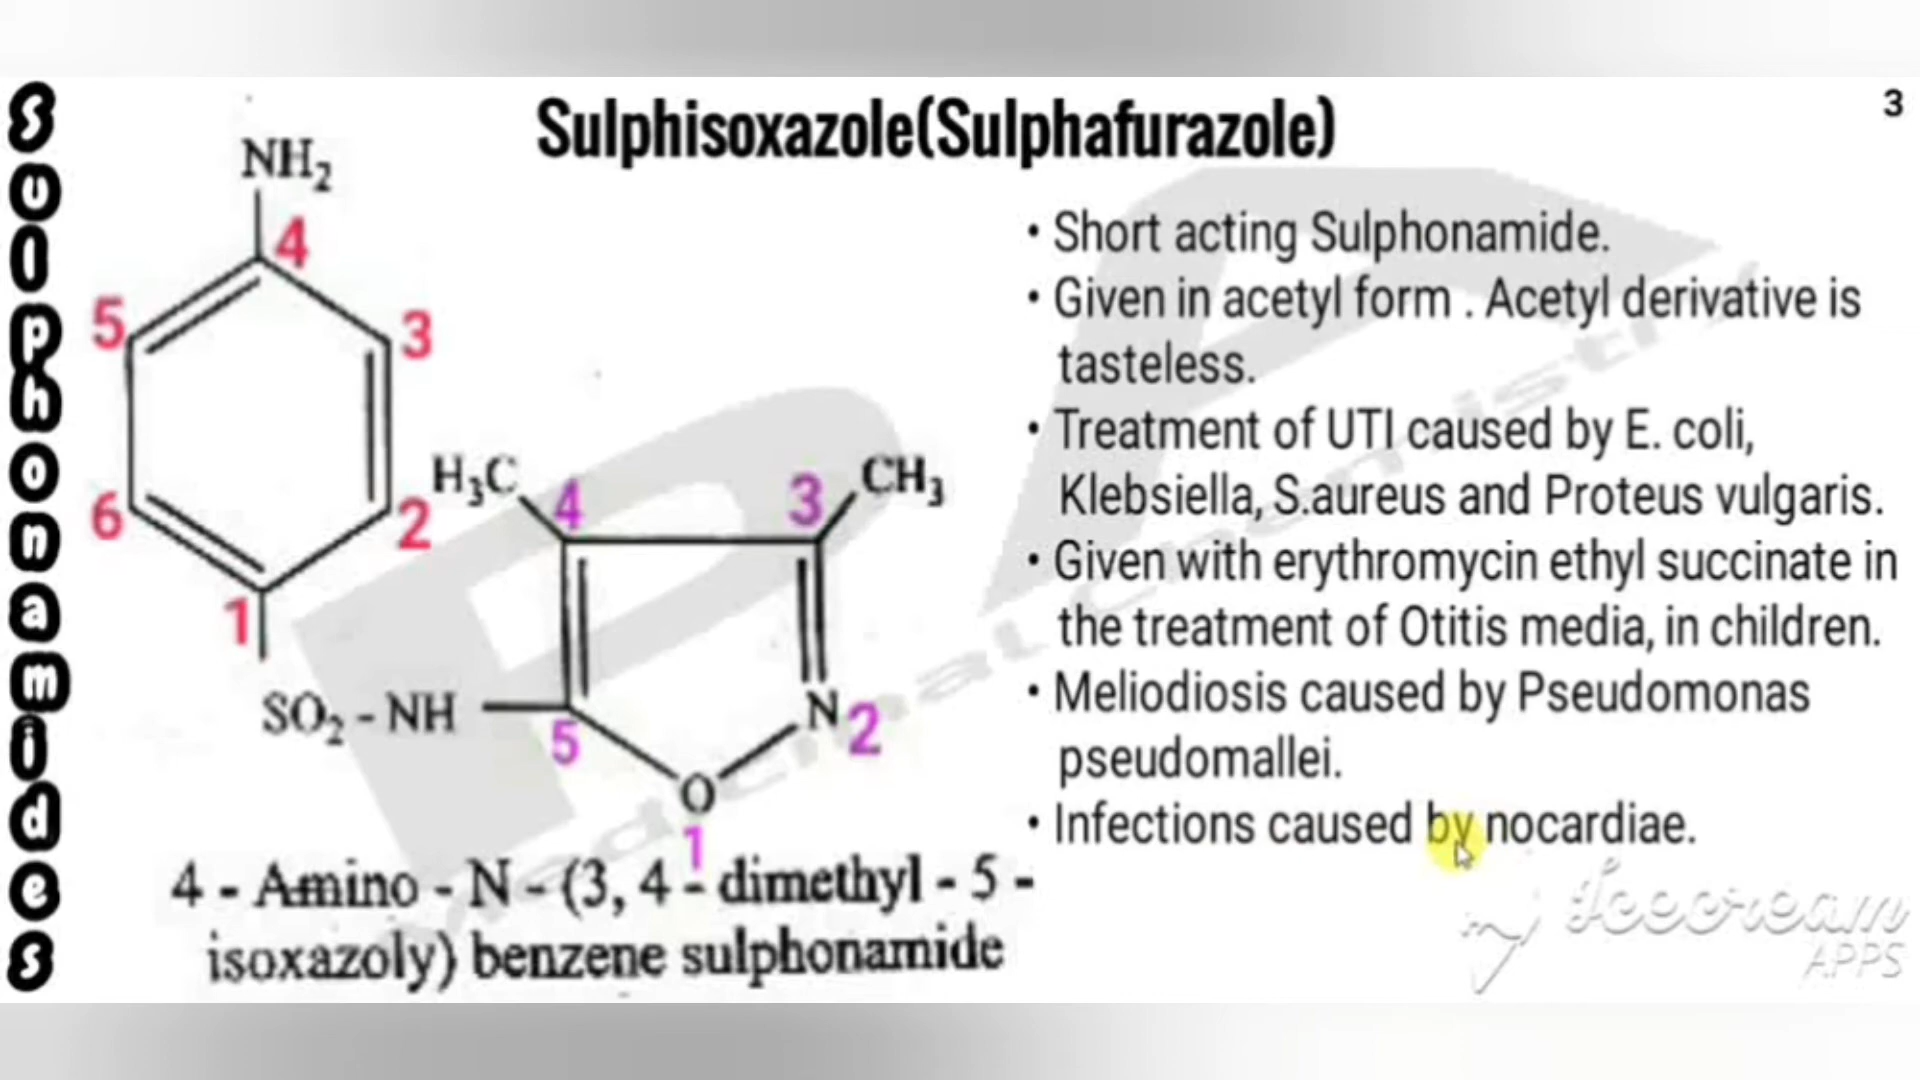 Sulphonamides
Sulphisoxazole(Sulphafurazole)
3
NH2
4
5
3
6
2
1
H3C
4
3
CH3
SO2 - NH
5
N
2
O
1
4 - Amino - N - (3, 4 - dimethyl - 5 -
isoxazoly) benzene sulphonamide
• Short acting Sulphonamide.
• Given in acetyl form . Acetyl derivative is
tasteless.
• Treatment of UTI caused by E. coli,
Klebsiella, S.aureus and Proteus vulgaris.
• Given with erythromycin ethyl succinate in
the treatment of Otitis media, in children.
• Meliodiosis caused by Pseudomonas
pseudomallei.
• Infections caused by nocardiae.
Icecream
APPS